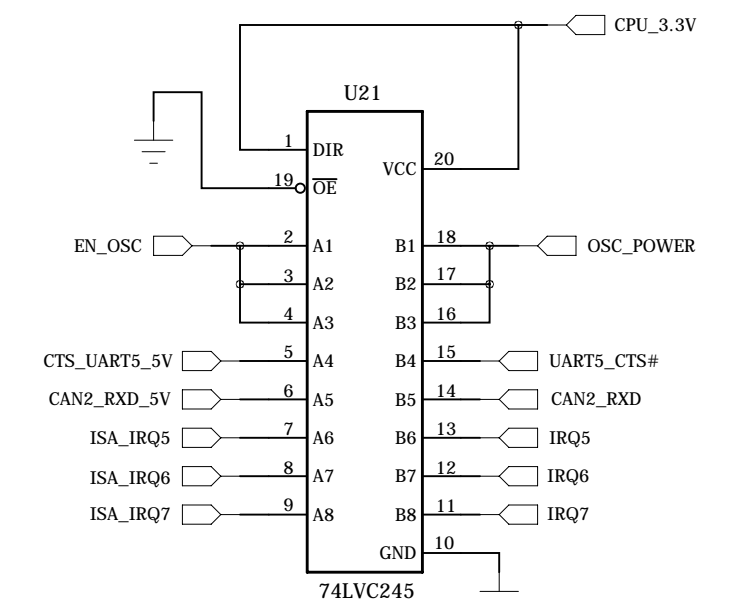 CPU_3.3V
U21
1 DIR
VCC 20
19 OE
EN_OSC 2 A1 B1 18 OSC_POWER
3 A2 B2 17
4 A3 B3 16
CTS_UART5_5V 5 A4 B4 15 UART5_CTS#
CAN2_RXD_5V 6 A5 B5 14 CAN2_RXD
ISA_IRQ5 7 A6 B6 13 IRQ5
ISA_IRQ6 8 A7 B7 12 IRQ6
ISA_IRQ7 9 A8 B8 11 IRQ7
GND 10
74LVC245